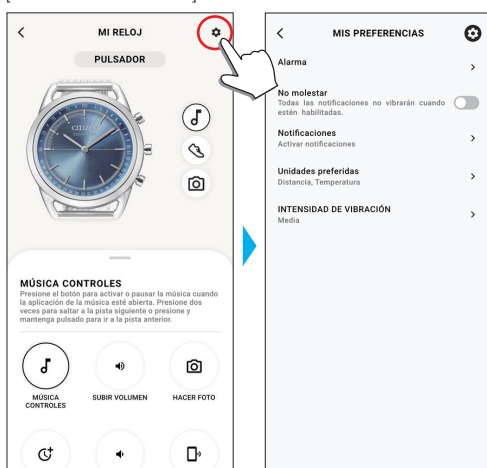 MI RELOJ
PULSADOR
CITIZEN
MÚSICA CONTROLES
Presione el botón para activar o pausar la música cuando
la aplicación de la música esté abierta. Presione dos
veces para saltar a la pista siguiente o presione y
mantenga pulsado para ir a la pista anterior.
MÚSICA
CONTROLES
SUBIR VOLUMEN
HACER FOTO
MIS PREFERENCIAS
Alarma
No molestar
Todas las notificaciones no vibrarán cuando
estén habilitadas.
Notificaciones
Activar notificaciones
Unidades preferidas
Distancia, Temperatura
INTENSIDAD DE VIBRACIÓN
Media